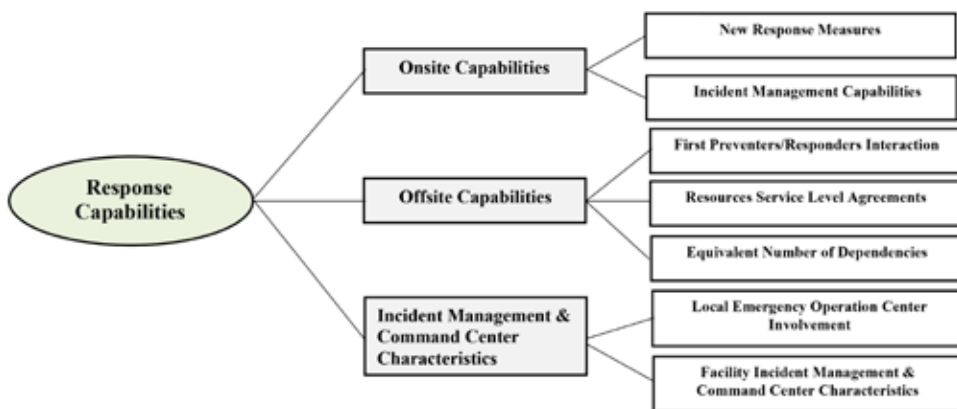 Response
Capabilities
Onsite Capabilities
New Response Measures
Incident Management Capabilities
Offsite Capabilities
First Preventers/Responders Interaction
Resources Service Level Agreements
Equivalent Number of Dependencies
Incident Management &
Command Center
Characteristics
Local Emergency Operation Center
Involvement
Facility Incident Management &
Command Center Characteristics